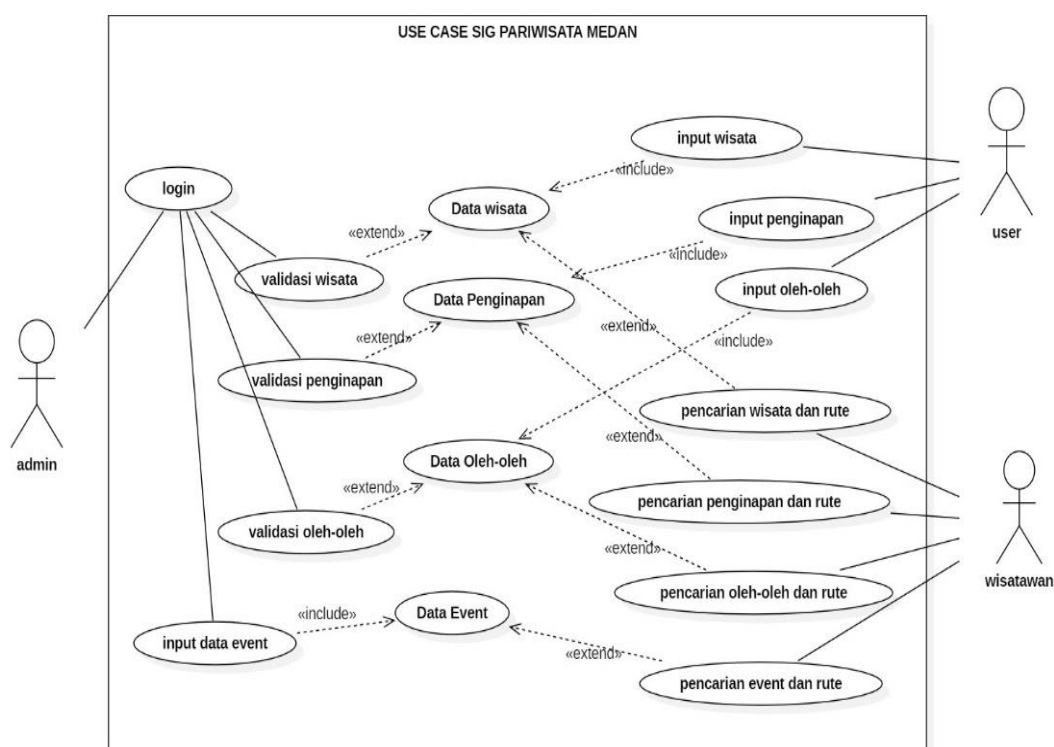 USE CASE SIG PARIWISATA MEDAN
input wisata
«include»
login
Data wisata
input penginapan
user
«extend»
«include»
validasi wisata
Data Penginapan
input oleh-oleh
«extend»
«extend»
«include»
validasi penginapan
pencarian wisata dan rute
admin
«extend»
Data Oleh-oleh
«extend»
pencarian penginapan dan rute
validasi oleh-oleh
«extend»
wisatawan
pencarian oleh-oleh dan rute
«include»
Data Event
input data event
«extend»
pencarian event dan rute